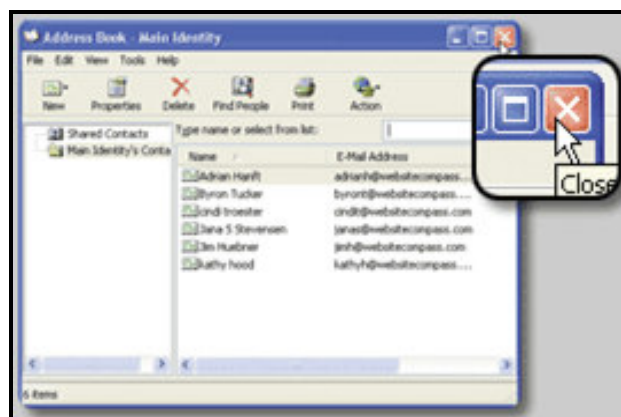 Address Book - Main Identity
File Edit View Tools Help
New Properties Delete Find People Print Action
Shared Contacts
Main Identity's Conta
Type name or select from list:
Name / E-Mail Address
Adrian Hanft adrianh@websitecompass....
Byron Tucker byront@websitecompass....
cindi troester cindit@websitecompass.com
Jana S Stevensen janas@websitecompass.com
Jim Huebner jimh@websitecompass.com
kathy hood kathyh@websitecompass....
6 items
Close